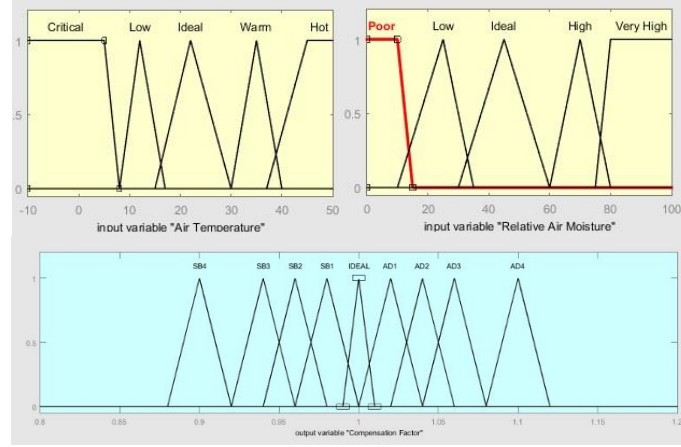 Critical Low Ideal Warm Hot
1
0.5
0
-10 0 10 20 30 40 50
input variable "Air Temperature"
Poor Low Ideal High Very High
1
0.5
0
0 20 40 60 80 100
input variable "Relative Air Moisture"
SB4 SB3 SB2 SB1 IDEAL AD1 AD2 AD3 AD4
1
0.5
0
0.8 0.85 0.9 0.95 1 1.05 1.1 1.15 1.2
output variable "Compensation Factor"